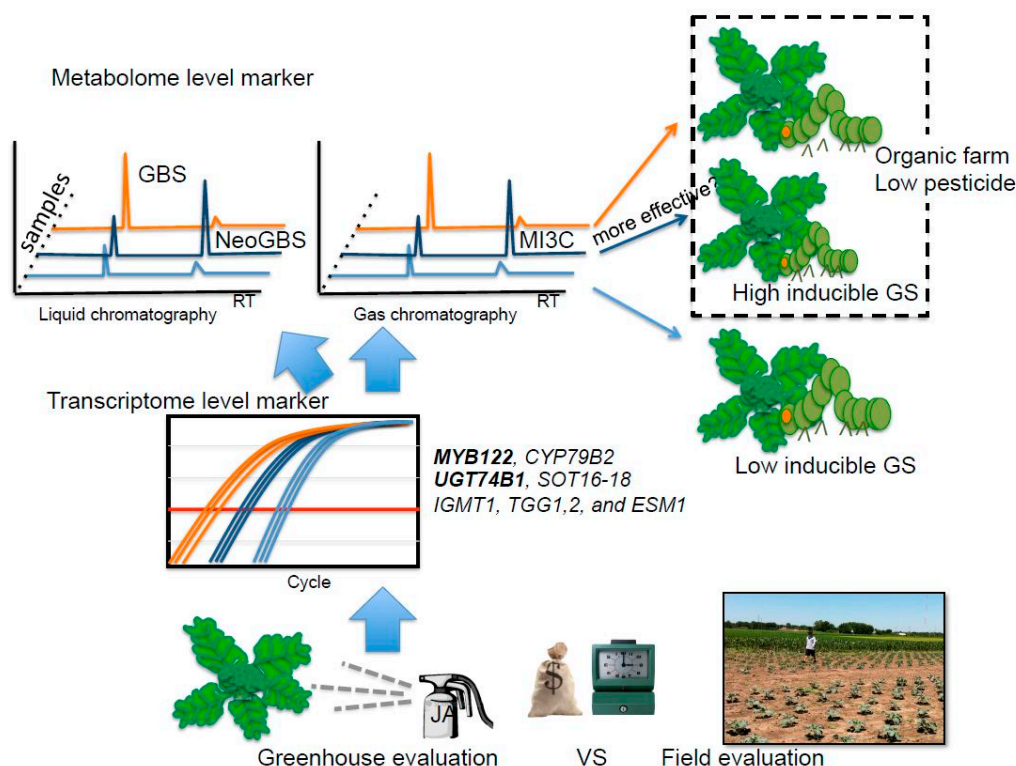 Metabolome level marker
samples
GBS
NeoGBS
RT
Liquid chromatography
MI3C
RT
Gas chromatography
more effective?
Organic farm
Low pesticide
High inducible GS
Low inducible GS
Transcriptome level marker
MYB122, CYP79B2
UGT74B1, SOT16-18
IGMT1, TGG1,2, and ESM1
Cycle
$
JA
Greenhouse evaluation VS Field evaluation